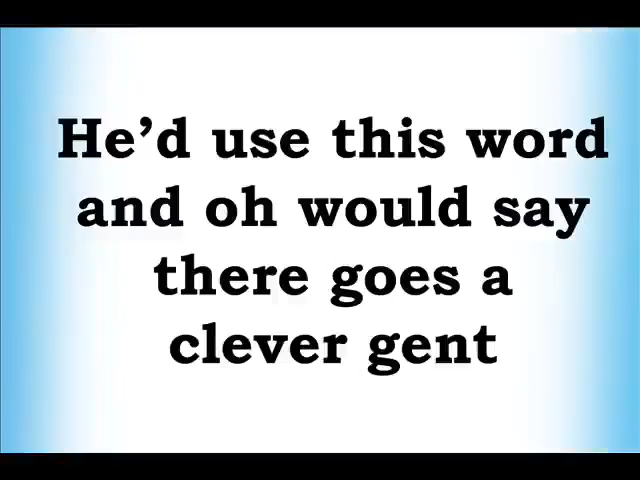 He’d use this word
and oh would say
there goes a
clever gent